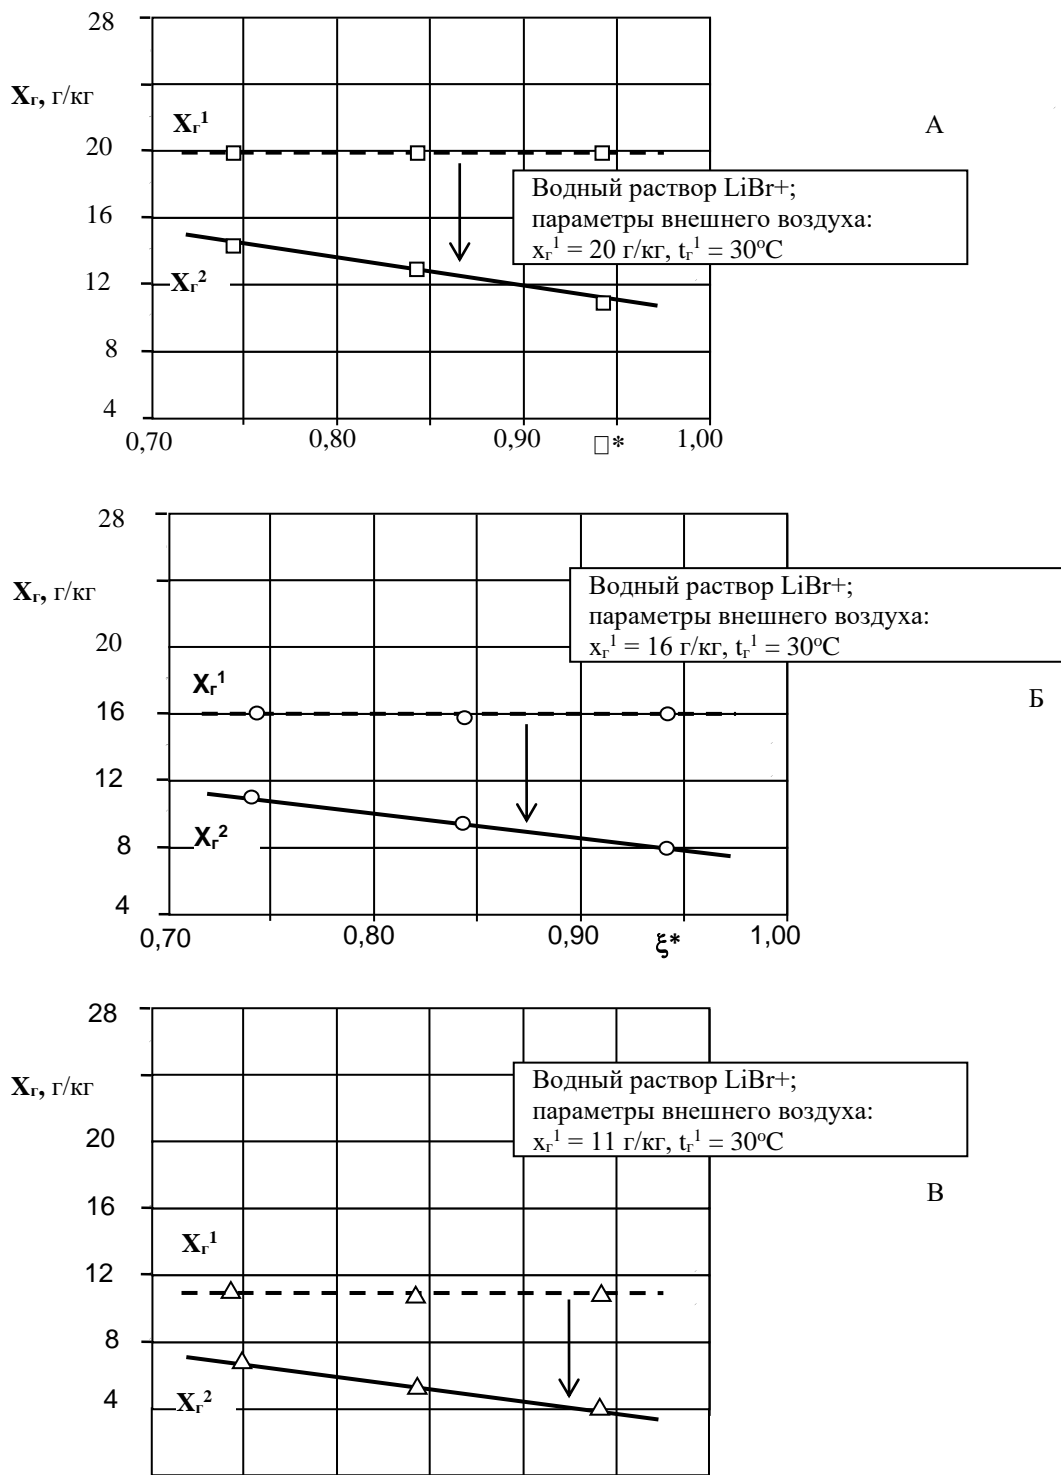 28
Xг, г/кг
Xг¹
А
20
Водный раствор LiBr+;
параметры внешнего воздуха:
xг¹ = 20 г/кг, tг¹ = 30ºС
16
12
Xг²
8
4
0,70 0,80 0,90 □* 1,00
28
Xг, г/кг
Водный раствор LiBr+;
параметры внешнего воздуха:
xг¹ = 16 г/кг, tг¹ = 30ºС
20
Xг¹
Б
16
12
Xг²
8
4
0,70 0,80 0,90 ξ* 1,00
28
Xг, г/кг
Водный раствор LiBr+;
параметры внешнего воздуха:
xг¹ = 11 г/кг, tг¹ = 30ºС
20
В
16
Xг¹
12
8
Xг²
4